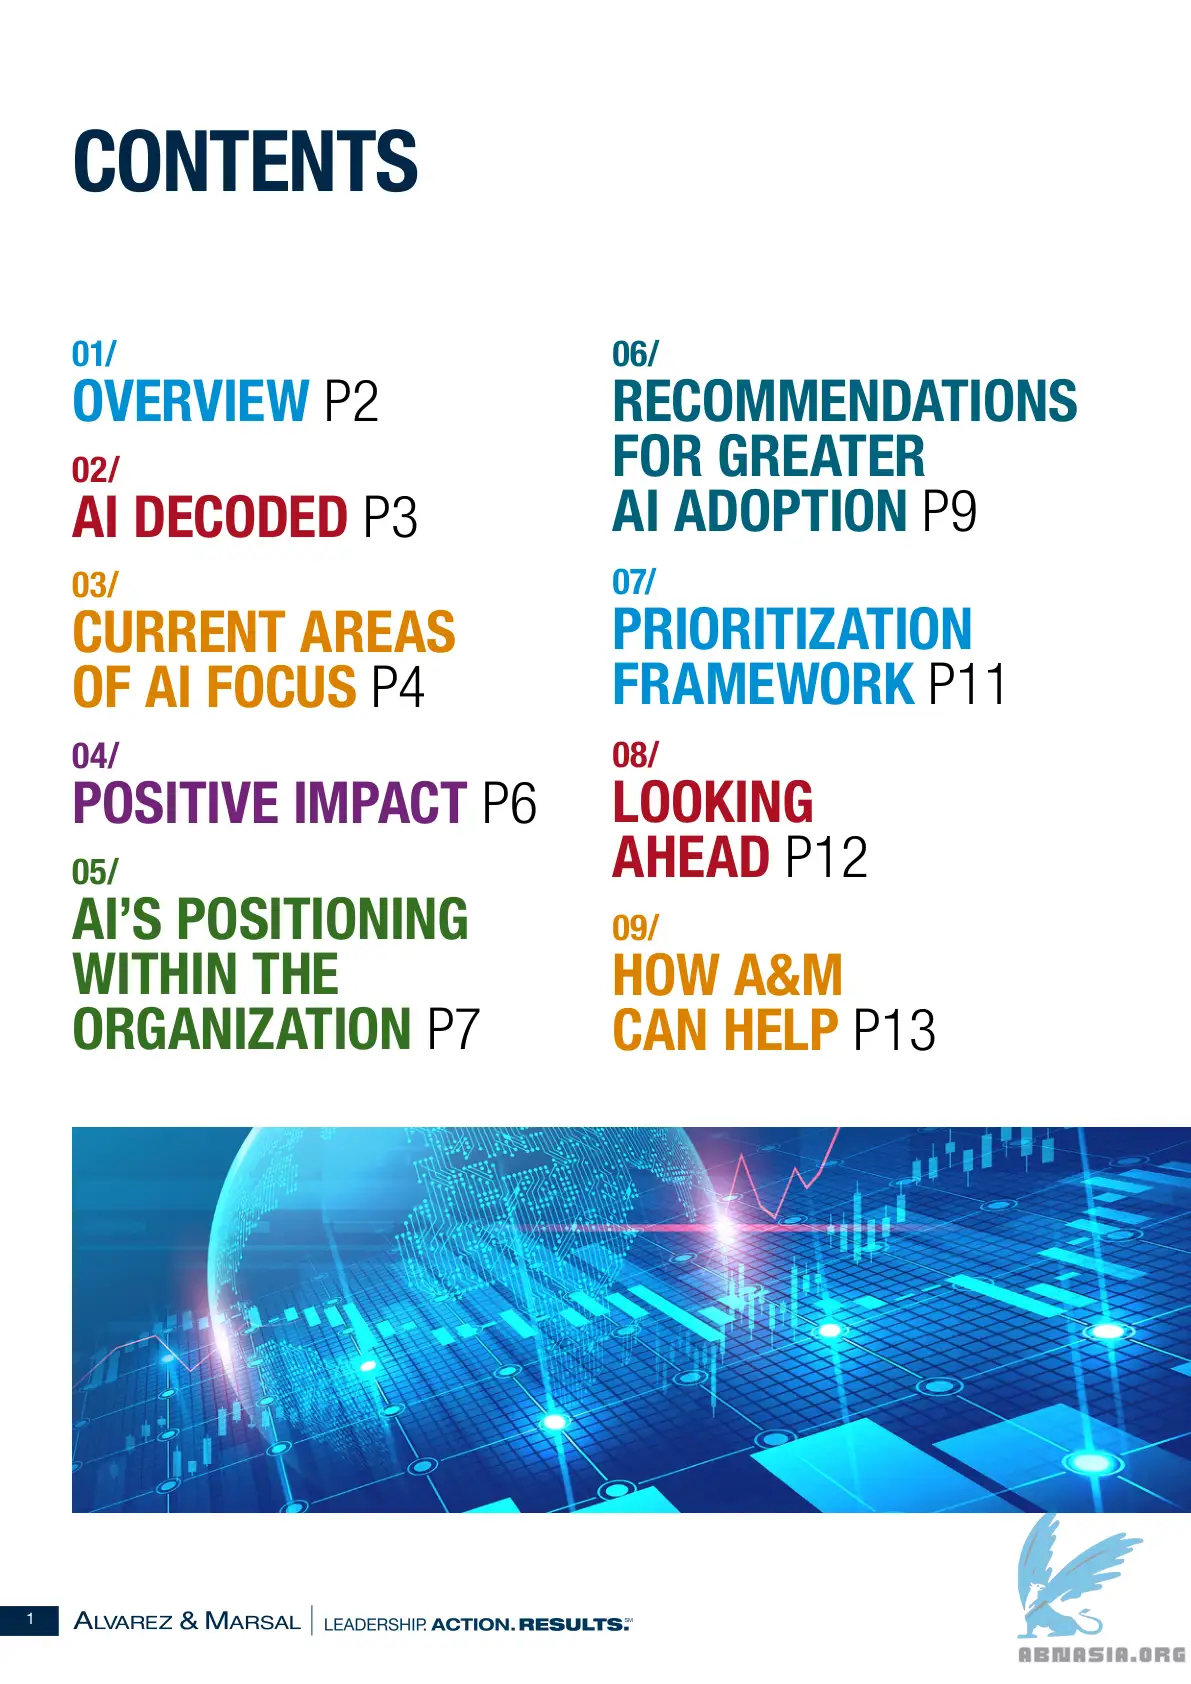 CONTENTS
01/
OVERVIEW P2
02/
AI DECODED P3
03/
CURRENT AREAS
OF AI FOCUS P4
04/
POSITIVE IMPACT P6
05/
AI’S POSITIONING
WITHIN THE
ORGANIZATION P7
06/
RECOMMENDATIONS
FOR GREATER
AI ADOPTION P9
07/
PRIORITIZATION
FRAMEWORK P11
08/
LOOKING
AHEAD P12
09/
HOW A&M
CAN HELP P13
1
ALVAREZ & MARSAL
LEADERSHIP. ACTION. RESULTS.℠
ABNASIA.ORG